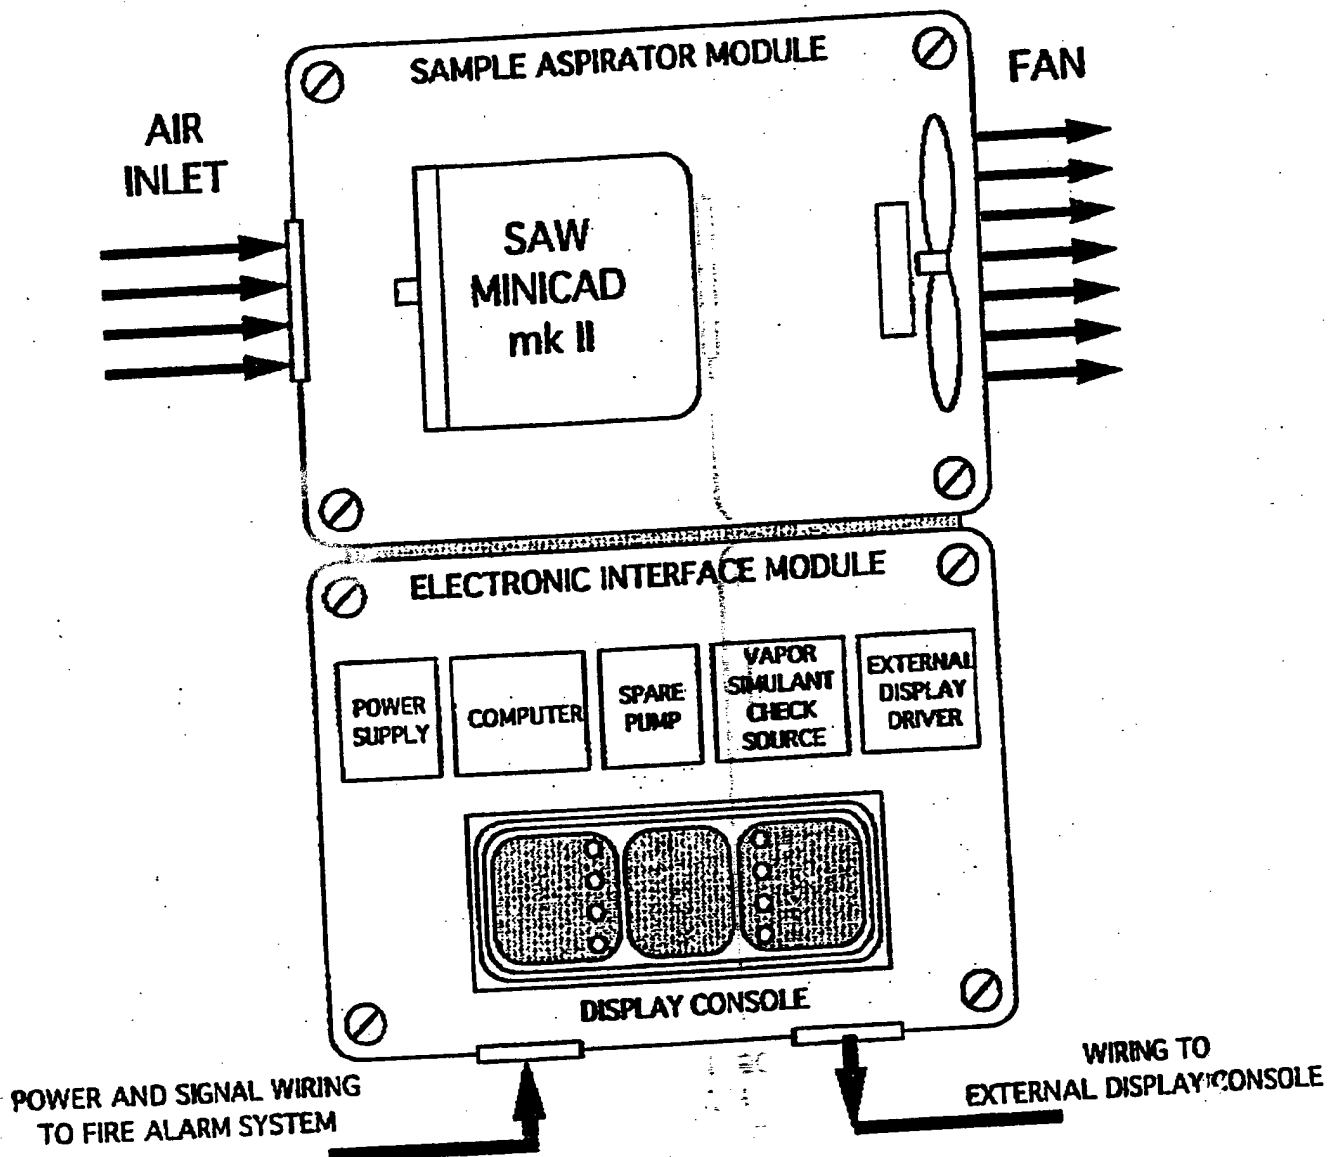 SAMPLE ASPIRATOR MODULE
FAN
AIR
INLET
SAW
MINICAD
mk II
ELECTRONIC INTERFACE MODULE
POWER
SUPPLY
COMPUTER
SPARE
PUMP
VAPOR
SIMULANT
CHECK
SOURCE
EXTERNAL
DISPLAY
DRIVER
DISPLAY CONSOLE
POWER AND SIGNAL WIRING
TO FIRE ALARM SYSTEM
WIRING TO
EXTERNAL DISPLAY CONSOLE